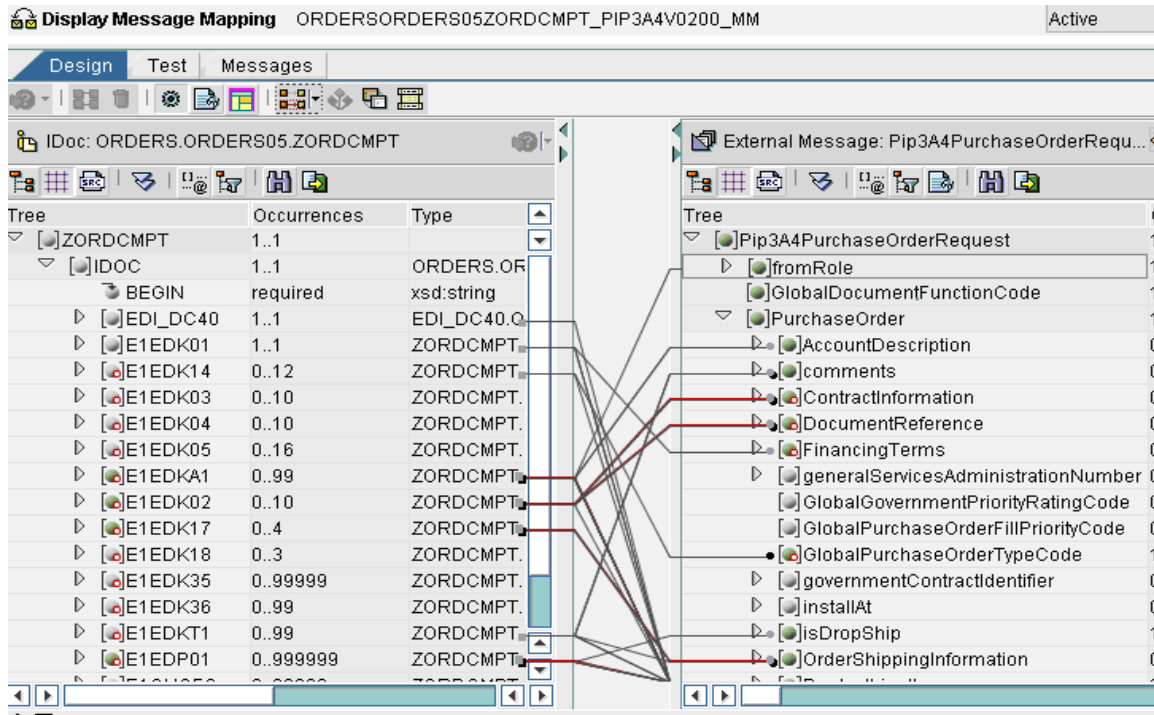 Display Message Mapping ORDERSORDERS05ZORDCMPT_PIP3A4V0200_MM Active
Design Test Messages
IDoc: ORDERS.ORDERS05.ZORDCMPT External Message: Pip3A4PurchaseOrderRequ...
SRC SRC
Tree Occurrences Type Tree
[]ZORDCMPT 1..1 []Pip3A4PurchaseOrderRequest
[]IDOC 1..1 ORDERS.OR []fromRole
BEGIN required xsd:string []GlobalDocumentFunctionCode
[]EDI_DC40 1..1 EDI_DC40.O []PurchaseOrder
[]E1EDK01 1..1 ZORDCMPT []AccountDescription
[]E1EDK14 0..12 ZORDCMPT []comments
[]E1EDK03 0..10 ZORDCMPT. []ContractInformation
[]E1EDK04 0..10 ZORDCMPT. []DocumentReference
[]E1EDK05 0..16 ZORDCMPT. []FinancingTerms
[]E1EDKA1 0..99 ZORDCMPT []generalServicesAdministrationNumber
[]E1EDK02 0..10 ZORDCMPT []GlobalGovernmentPriorityRatingCode
[]E1EDK17 0..4 ZORDCMPT []GlobalPurchaseOrderFillPriorityCode
[]E1EDK18 0..3 ZORDCMPT. []GlobalPurchaseOrderTypeCode
[]E1EDK35 0..99999 ZORDCMPT. []governmentContractIdentifier
[]E1EDK36 0..99 ZORDCMPT. []installAt
[]E1EDKT1 0..99 ZORDCMPT []isDropShip
[]E1EDP01 0..999999 ZORDCMPT []OrderShippingInformation